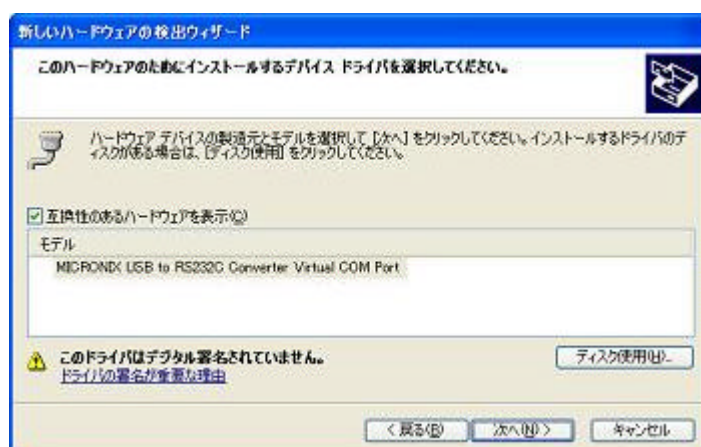 新しいハードウェアの検出ウィザード
このハードウェアのためにインストールするデバイス ドライバを選択してください。
ハードウェア デバイスの製造元とモデルを選択して [次へ] をクリックしてください。インストールするドライバのデ
ィスクがある場合は、[ディスク使用] をクリックしてください。
互換性のあるハードウェアを表示(C)
モデル
MICRONIX USB to RS232C Converter Virtual COM Port
このドライバはデジタル署名されていません。
ディスク使用(H)...
ドライバの署名が重要な理由
< 戻る(B)
次へ(N) >
キャンセル